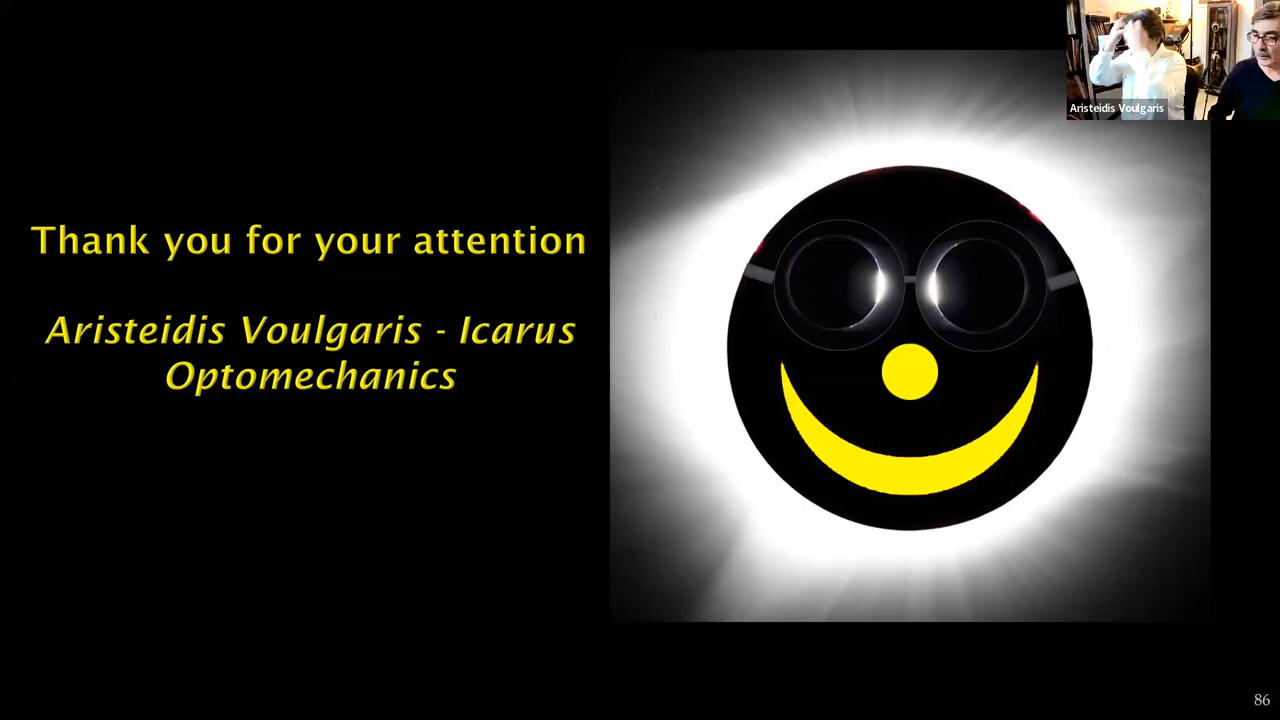 Aristeidis Voulgaris
Thank you for your attention
Aristeidis Voulgaris - Icarus
Optomechanics
86